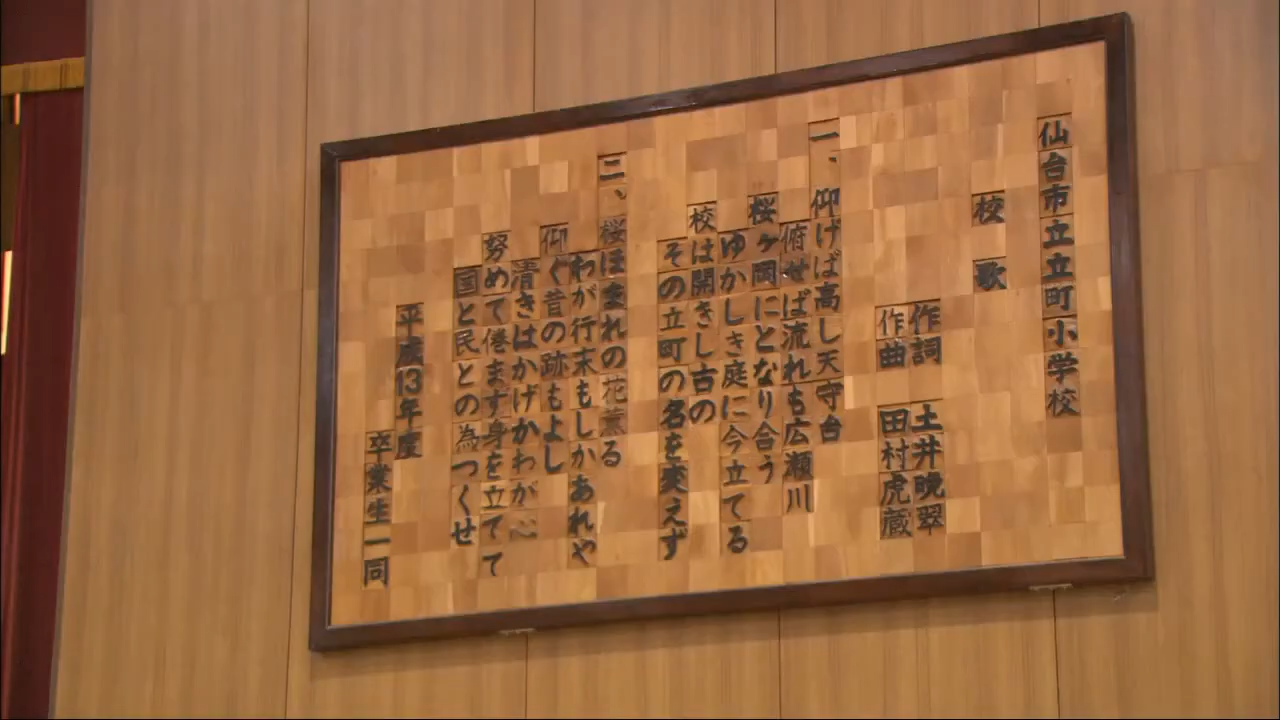 仙台市立立町小学校
校歌
作詞 土井晩翠
作曲 田村虎蔵
一、仰げば高し天守台
俯せば流れも広瀬川
桜ヶ岡にとなり合う
ゆかしき庭に今立てる
校は開きし古の
その立町の名を変えず
二、桜ほまれの花薫る
わが行末もしかあれや
仰ぐ昔の跡もよし
清きはかげかわが心
努めて倦まず身を立てて
国と民との為つくせ
平成13年度
卒業生一同